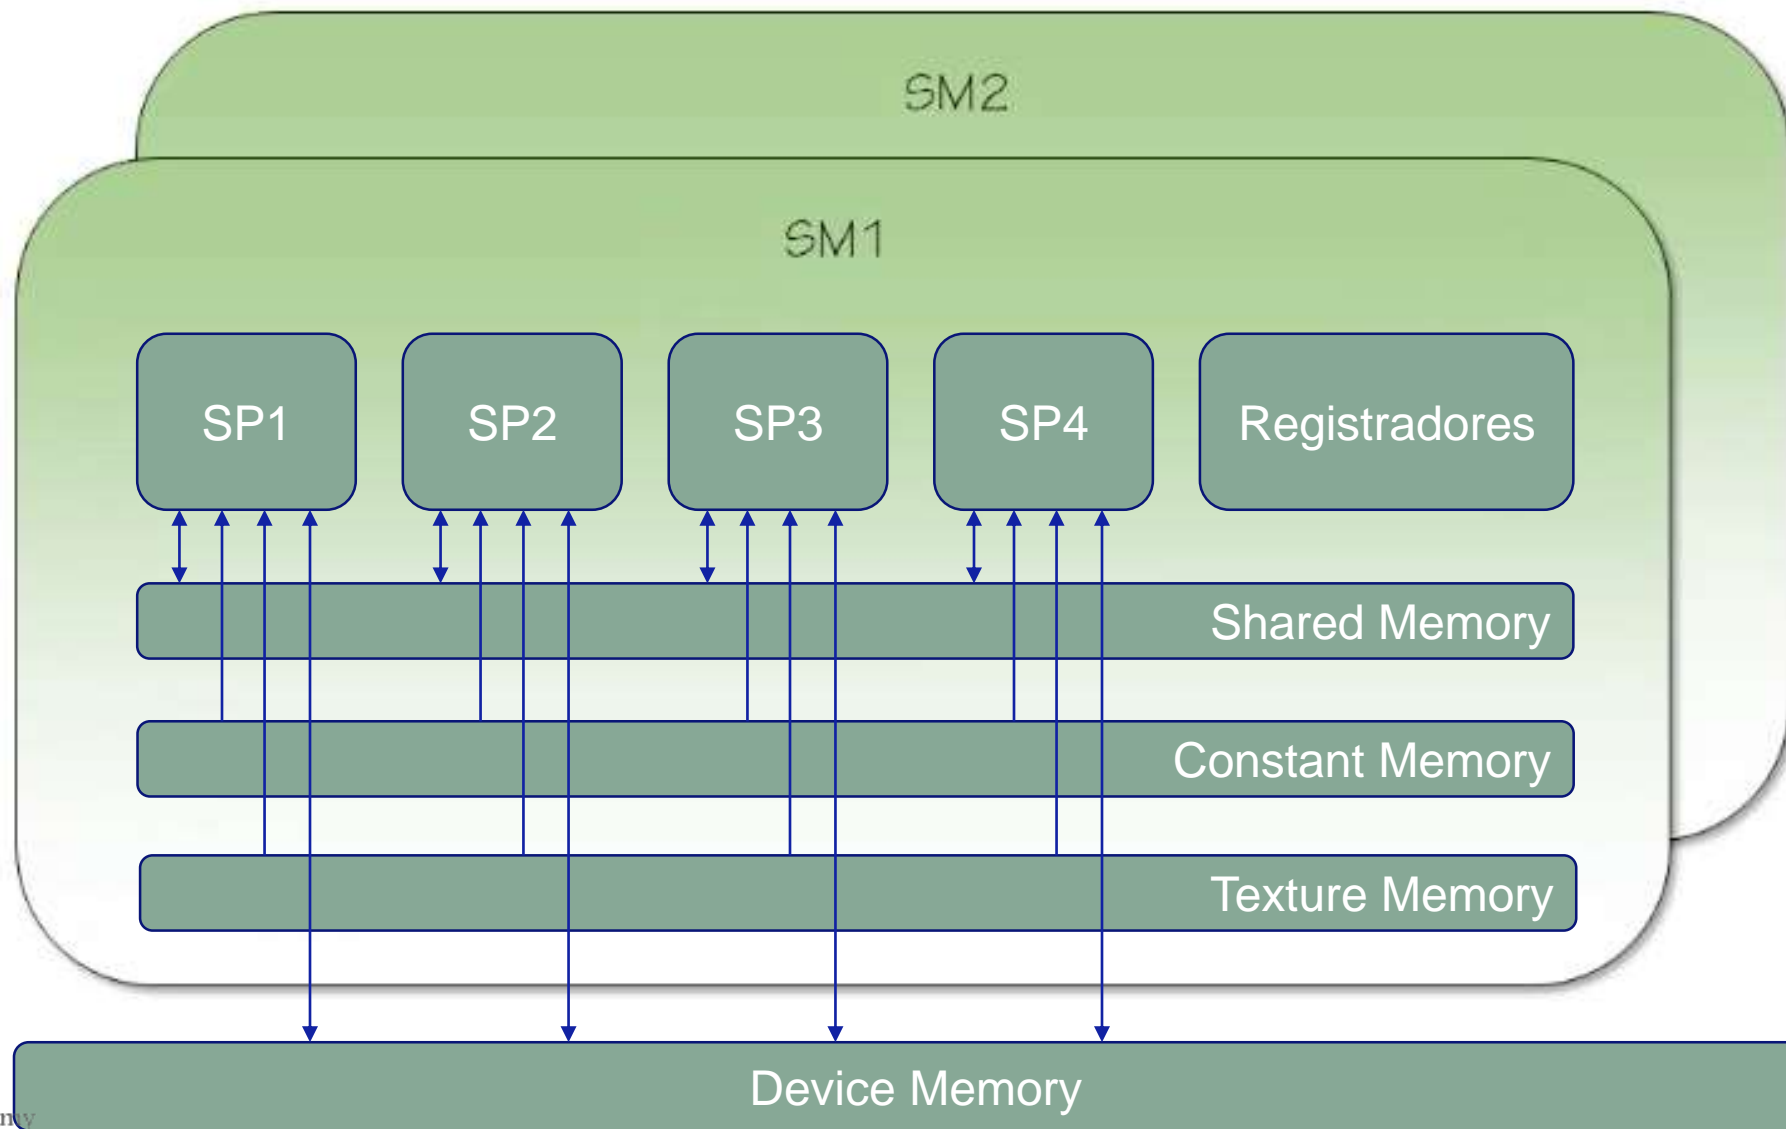 SM2
SM1
SP1
SP2
SP3
SP4
Registradores
Shared Memory
Constant Memory
Texture Memory
Device Memory